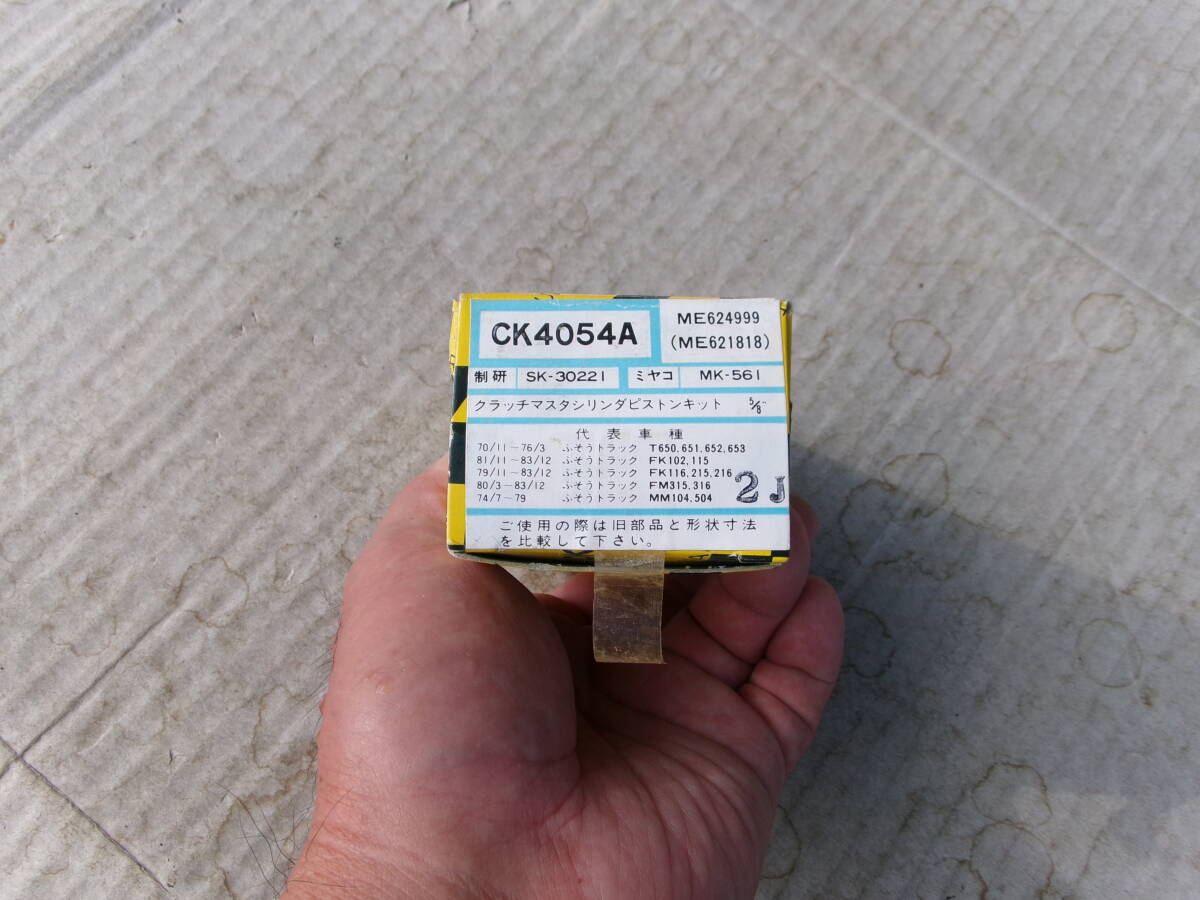 CK4054A
ME624999
(ME621818)
制研 SK-30221 ミヤコ MK-561
クラッチマスタシリンダピストンキット 5/8"
代表車種
70/11−76/3 ふそうトラック T650,651,652,653
81/11−83/12 ふそうトラック FK102,115
79/11−83/12 ふそうトラック FK116,215,216
80/3−83/12 ふそうトラック FM315,316
74/7−79 ふそうトラック MM104,504
2J
ご使用の際は旧部品と形状寸法
を比較して下さい。